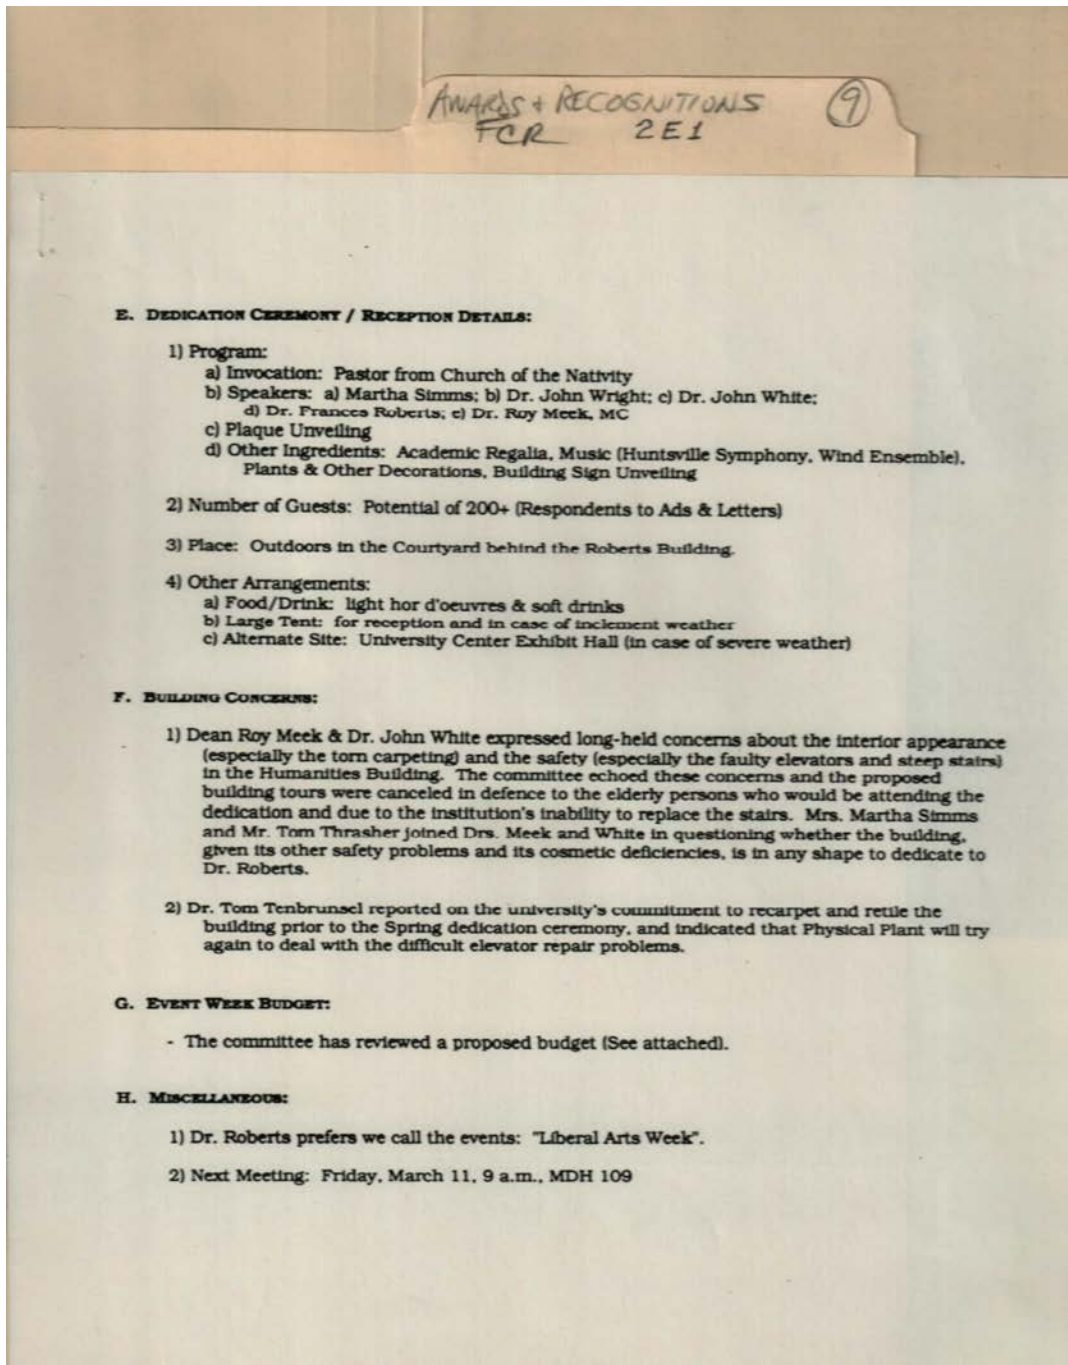 AWARDS + RECOGNITIONS 9
FCR 2E1
E. DEDICATION CEREMONY / RECEPTION DETAILS:
1) Program:
a) Invocation: Pastor from Church of the Nativity
b) Speakers: a) Martha Simms; b) Dr. John Wright; c) Dr. John White;
d) Dr. Frances Roberts; e) Dr. Roy Meek, MC
c) Plaque Unveiling
d) Other Ingredients: Academic Regalia, Music (Huntsville Symphony, Wind Ensemble),
Plants & Other Decorations, Building Sign Unveiling
2) Number of Guests: Potential of 200+ (Respondents to Ads & Letters)
3) Place: Outdoors in the Courtyard behind the Roberts Building.
4) Other Arrangements:
a) Food/Drink: light hor d'oeuvres & soft drinks
b) Large Tent: for reception and in case of inclement weather
c) Alternate Site: University Center Exhibit Hall (in case of severe weather)
F. BUILDING CONCERNS:
1) Dean Roy Meek & Dr. John White expressed long-held concerns about the interior appearance
(especially the torn carpeting) and the safety (especially the faulty elevators and steep stairs)
in the Humanities Building. The committee echoed these concerns and the proposed
building tours were canceled in defence to the elderly persons who would be attending the
dedication and due to the institution's inability to replace the stairs. Mrs. Martha Simms
and Mr. Tom Thrasher joined Drs. Meek and White in questioning whether the building,
given its other safety problems and its cosmetic deficiencies, is in any shape to dedicate to
Dr. Roberts.
2) Dr. Tom Tenbrunsel reported on the university's commitment to recarpet and retile the
building prior to the Spring dedication ceremony, and indicated that Physical Plant will try
again to deal with the difficult elevator repair problems.
G. EVENT WEEK BUDGET:
- The committee has reviewed a proposed budget (See attached).
H. MISCELLANEOUS:
1) Dr. Roberts prefers we call the events: "Liberal Arts Week".
2) Next Meeting: Friday, March 11, 9 a.m., MDH 109